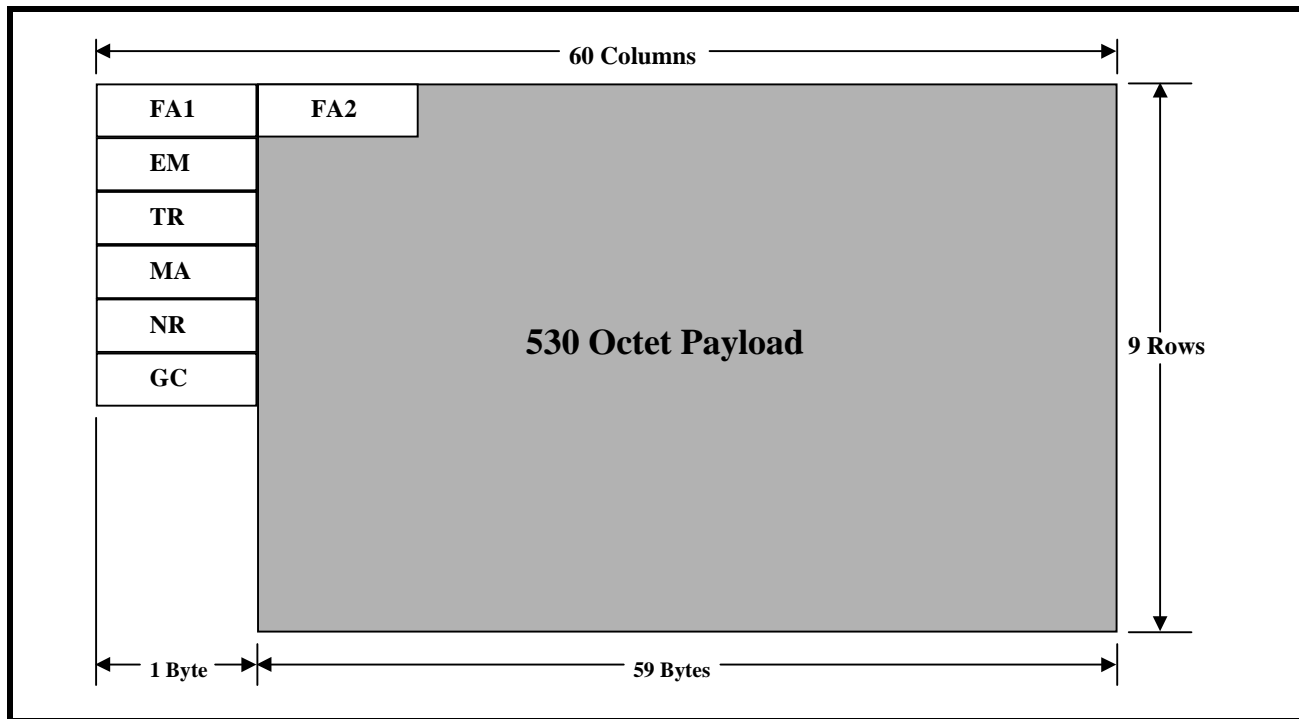 60 Columns
FA1 FA2
EM
TR
MA
NR
GC
530 Octet Payload
9 Rows
1 Byte
59 Bytes